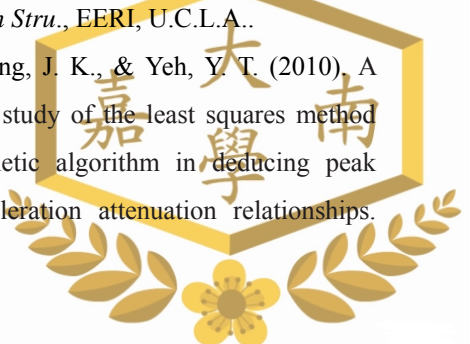 n Stru., EERI, U.C.L.A..
ng, J. K., & Yeh, Y. T. (2010). A
study of the least squares method
netic algorithm in deducing peak
leration attenuation relationships.
大
嘉 南
學